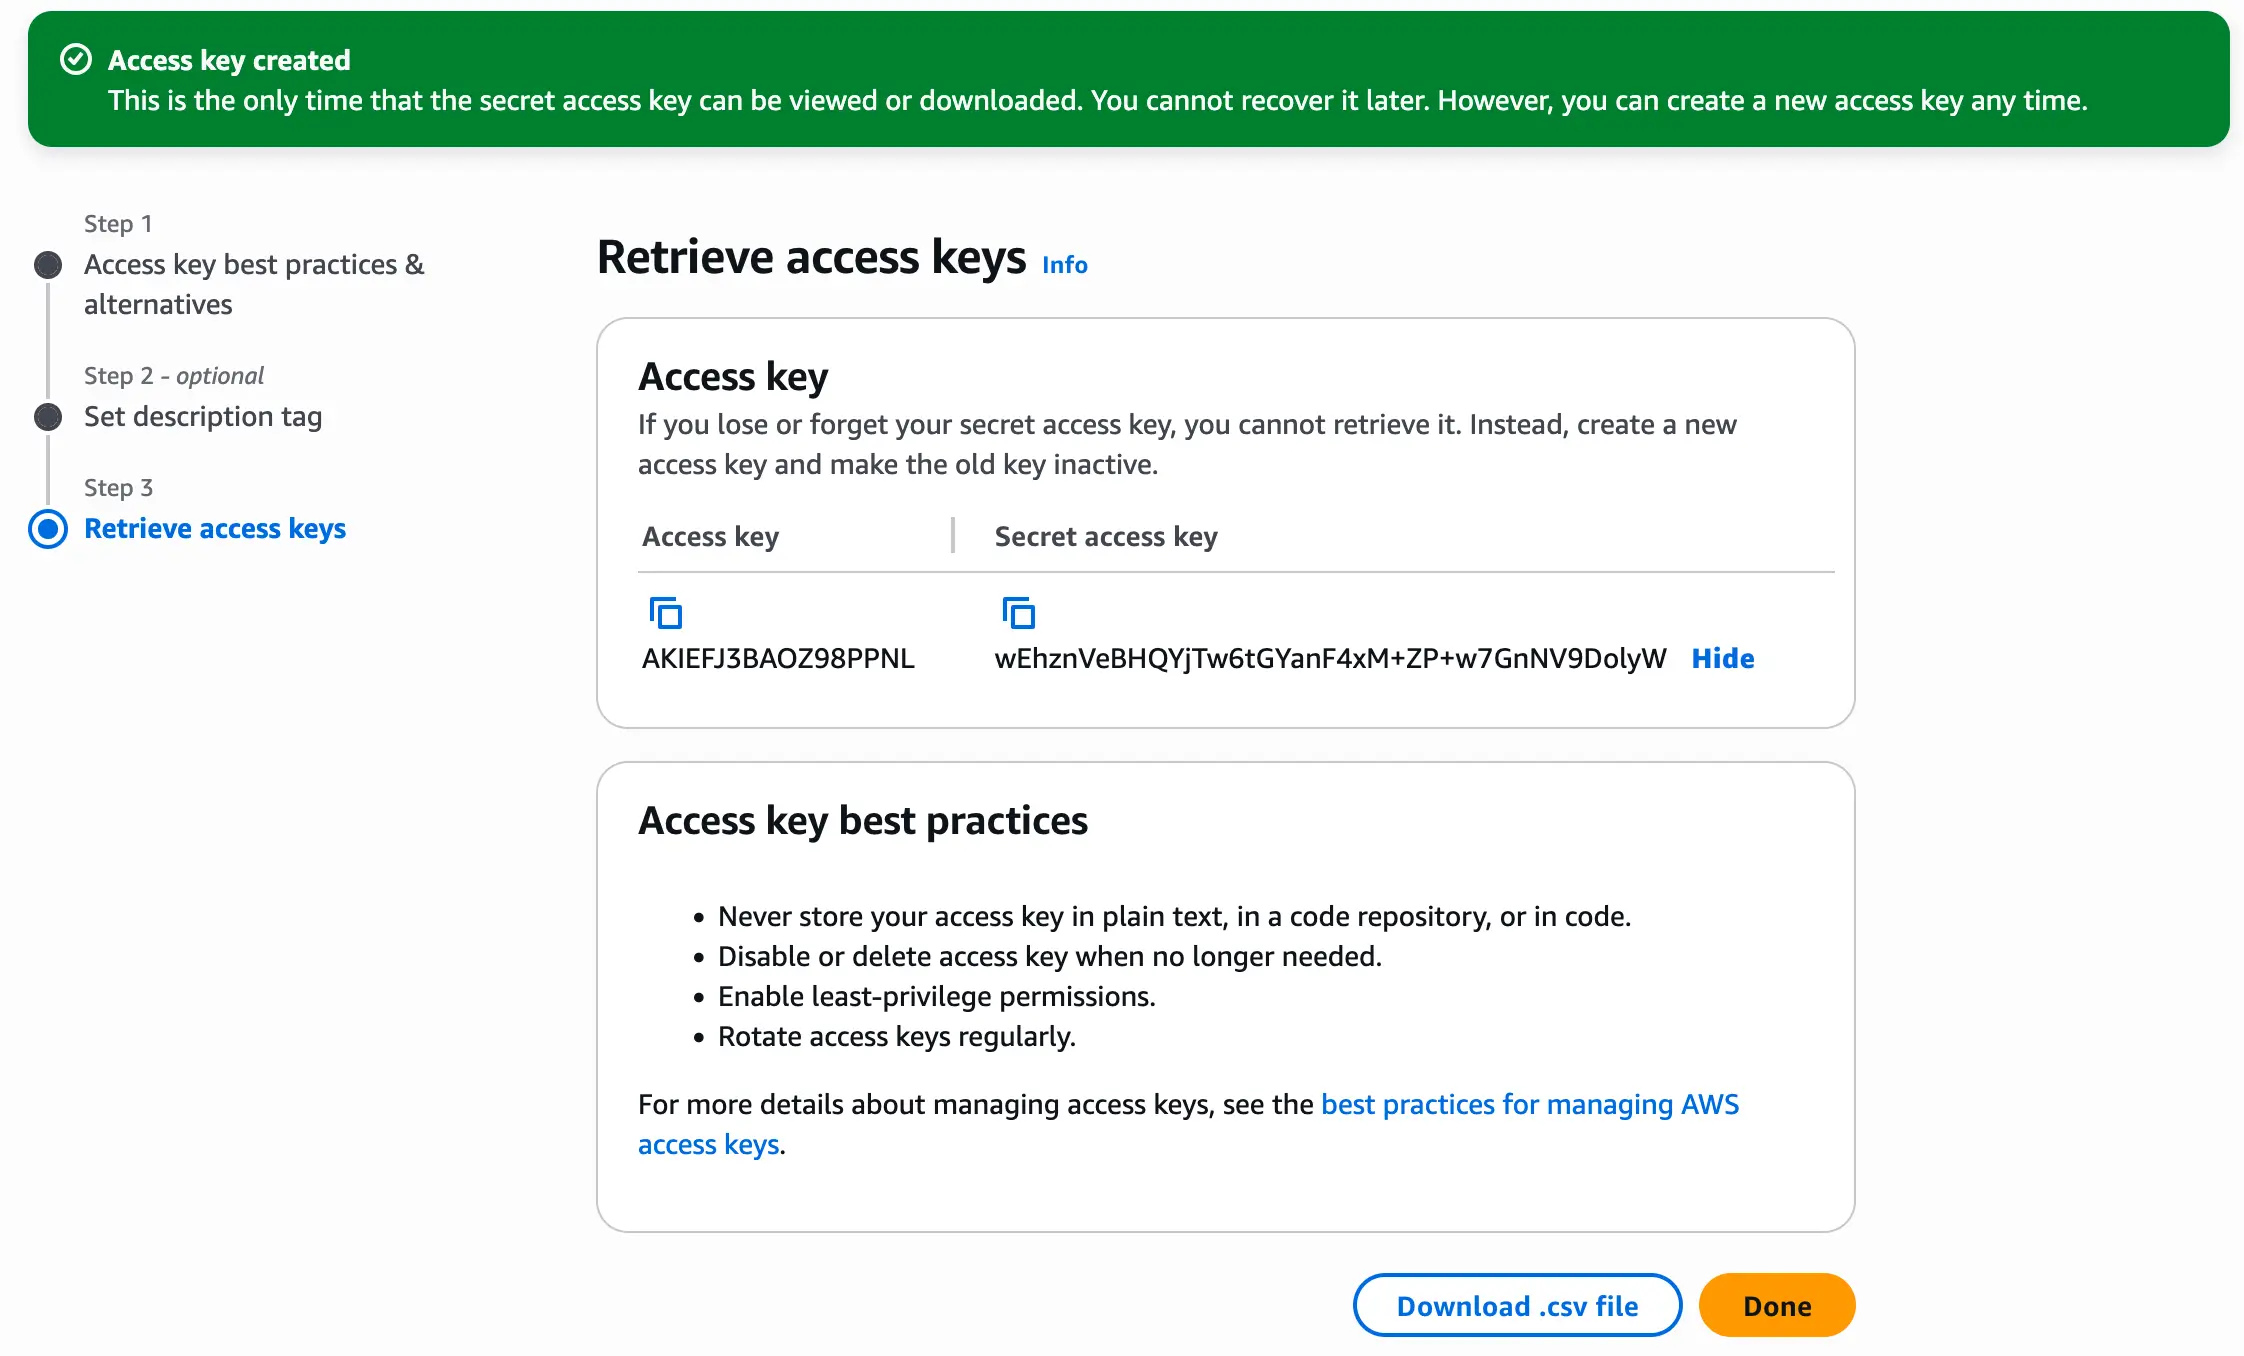 Access key created
This is the only time that the secret access key can be viewed or downloaded. You cannot recover it later. However, you can create a new access key any time.
Step 1
Access key best practices &
alternatives
Step 2 - optional
Set description tag
Step 3
Retrieve access keys
Retrieve access keys Info
Access key
If you lose or forget your secret access key, you cannot retrieve it. Instead, create a new
access key and make the old key inactive.
Access key
Secret access key
AKIEFJ3BAOZ98PPNL
wEhznVeBHQYjTw6tGYanF4xM+ZP+w7GnNV9DolyW Hide
Access key best practices
• Never store your access key in plain text, in a code repository, or in code.
• Disable or delete access key when no longer needed.
• Enable least-privilege permissions.
• Rotate access keys regularly.
For more details about managing access keys, see the best practices for managing AWS
access keys.
Download .csv file
Done